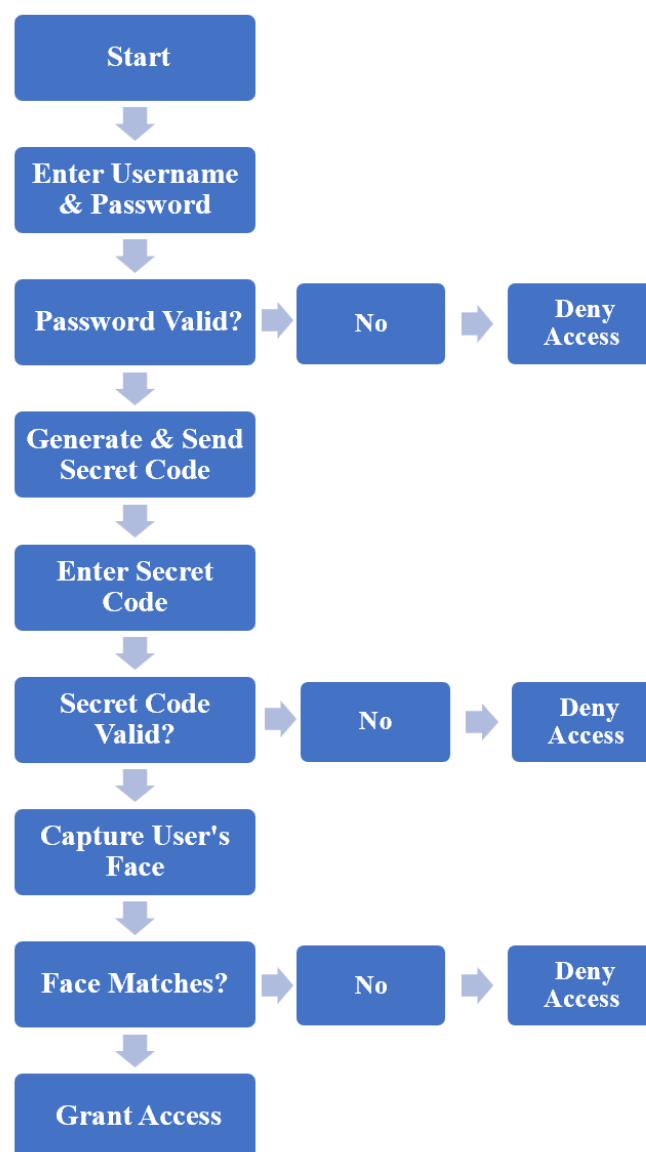 Start
Enter Username
& Password
Password Valid?
No
Deny
Access
Generate & Send
Secret Code
Enter Secret
Code
Secret Code
Valid?
No
Deny
Access
Capture User's
Face
Face Matches?
No
Deny
Access
Grant Access